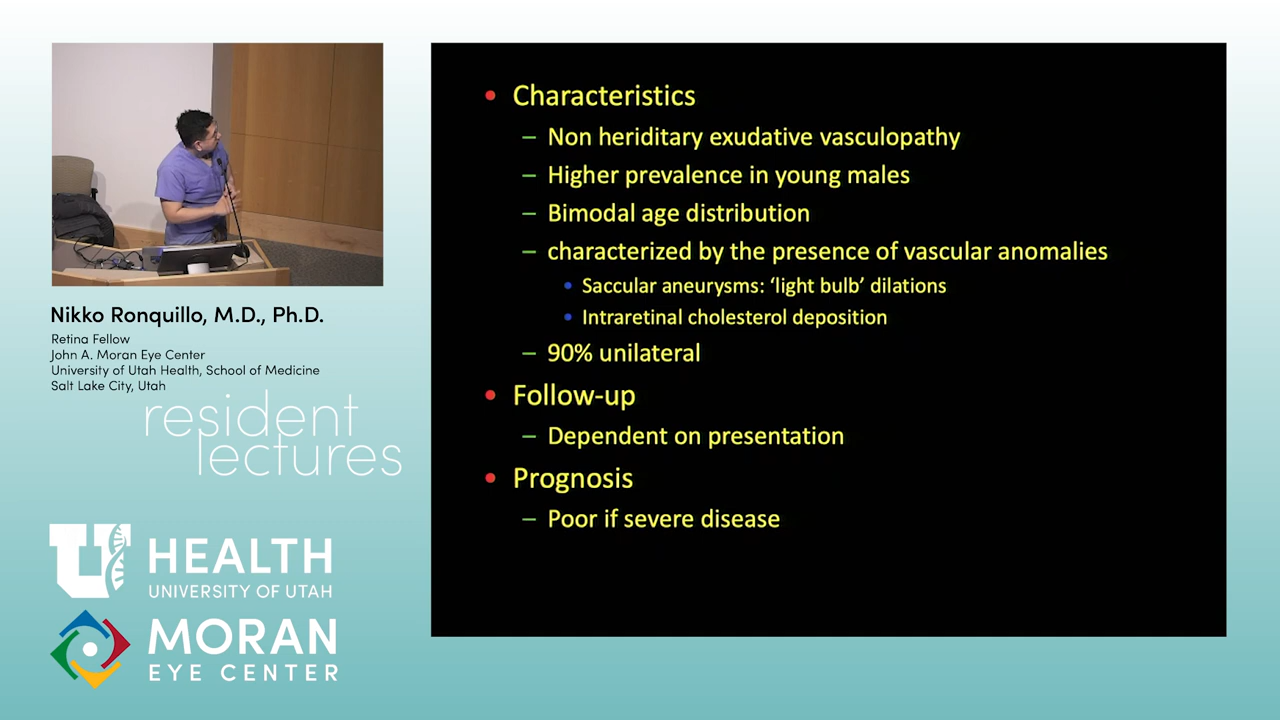 Characteristics
– Non heriditary exudative vasculopathy
– Higher prevalence in young males
– Bimodal age distribution
– characterized by the presence of vascular anomalies
• Saccular aneurysms: ‘light bulb’ dilations
• Intraretinal cholesterol deposition
– 90% unilateral
• Follow-up
– Dependent on presentation
• Prognosis
– Poor if severe disease
Nikko Ronquillo, M.D., Ph.D.
Retina Fellow
John A. Moran Eye Center
University of Utah Health, School of Medicine
Salt Lake City, Utah
resident
lectures
U HEALTH
UNIVERSITY OF UTAH
MORAN
EYE CENTER